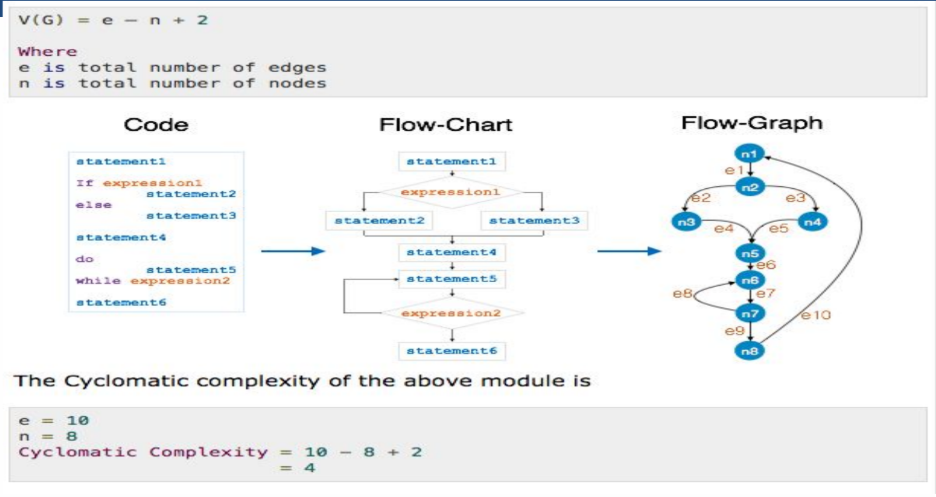 V(G) = e - n + 2
Where
e is total number of edges
n is total number of nodes
Code
statement1
If expression1
statement2
else
statement3
statement4
do
statement5
while expression2
statement6
Flow-Chart
statement1
expression1
statement2 statement3
statement4
statement5
expression2
statement6
Flow-Graph
n1
e1
n2
e2 e3
n3 n4
e4 e5
n5
e6
n6
e8 e7
n7
e9 e10
n8
The Cyclomatic complexity of the above module is
e = 10
n = 8
Cyclomatic Complexity = 10 - 8 + 2
= 4